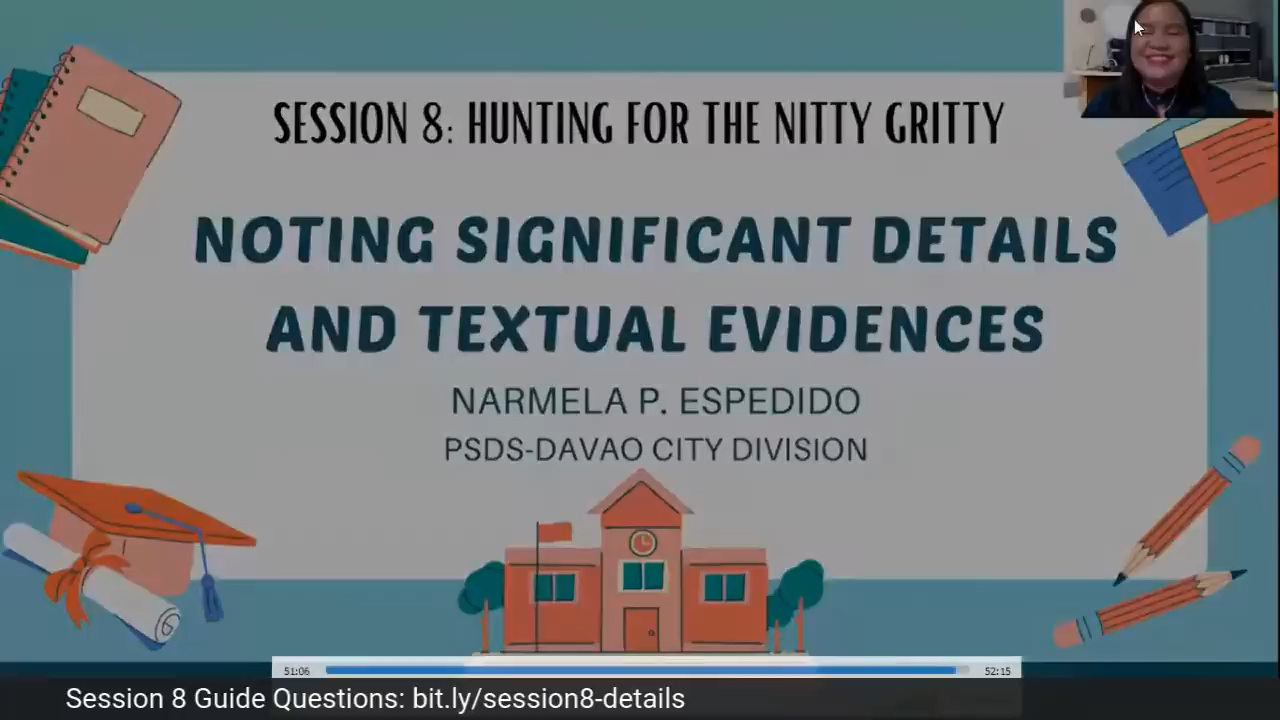 SESSION 8: HUNTING FOR THE NITTY GRITTY
NOTING SIGNIFICANT DETAILS
AND TEXTUAL EVIDENCES
NARMELA P. ESPEDIDO
PSDS-DAVAO CITY DIVISION
51:06
52:15
Session 8 Guide Questions: bit.ly/session8-details